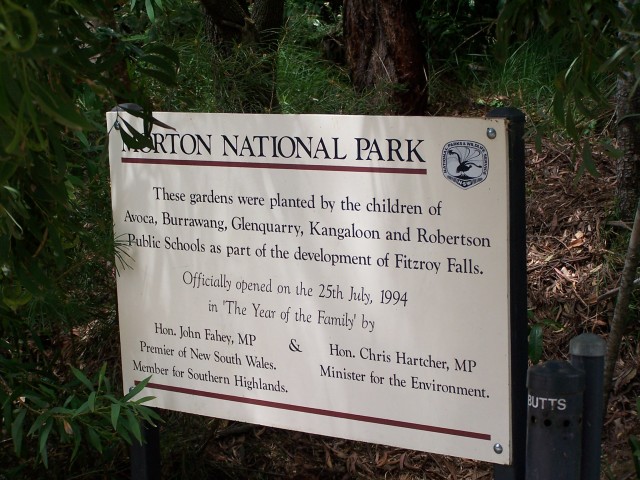 MORTON NATIONAL PARK
These gardens were planted by the children of
Avoca, Burrawang, Glenquarry, Kangaloon and Robertson
Public Schools as part of the development of Fitzroy Falls.
Officially opened on the 25th July, 1994
in 'The Year of the Family' by
Hon. John Fahey, MP
Premier of New South Wales.
Member for Southern Highlands.
&
Hon. Chris Hartcher, MP
Minister for the Environment.
BUTTS